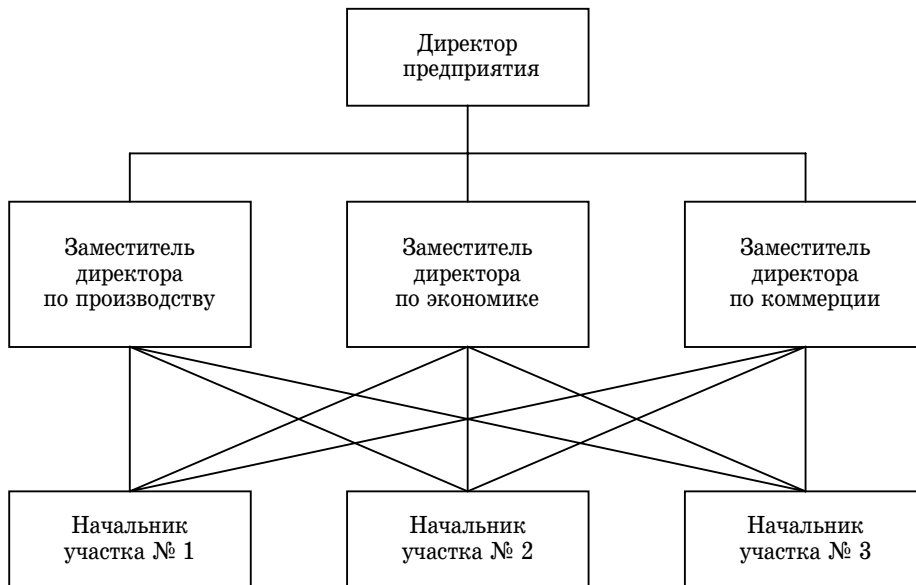 Директор
предприятия
Заместитель
директора
по производству
Заместитель
директора
по экономике
Заместитель
директора
по коммерции
Начальник
участка № 1
Начальник
участка № 2
Начальник
участка № 3